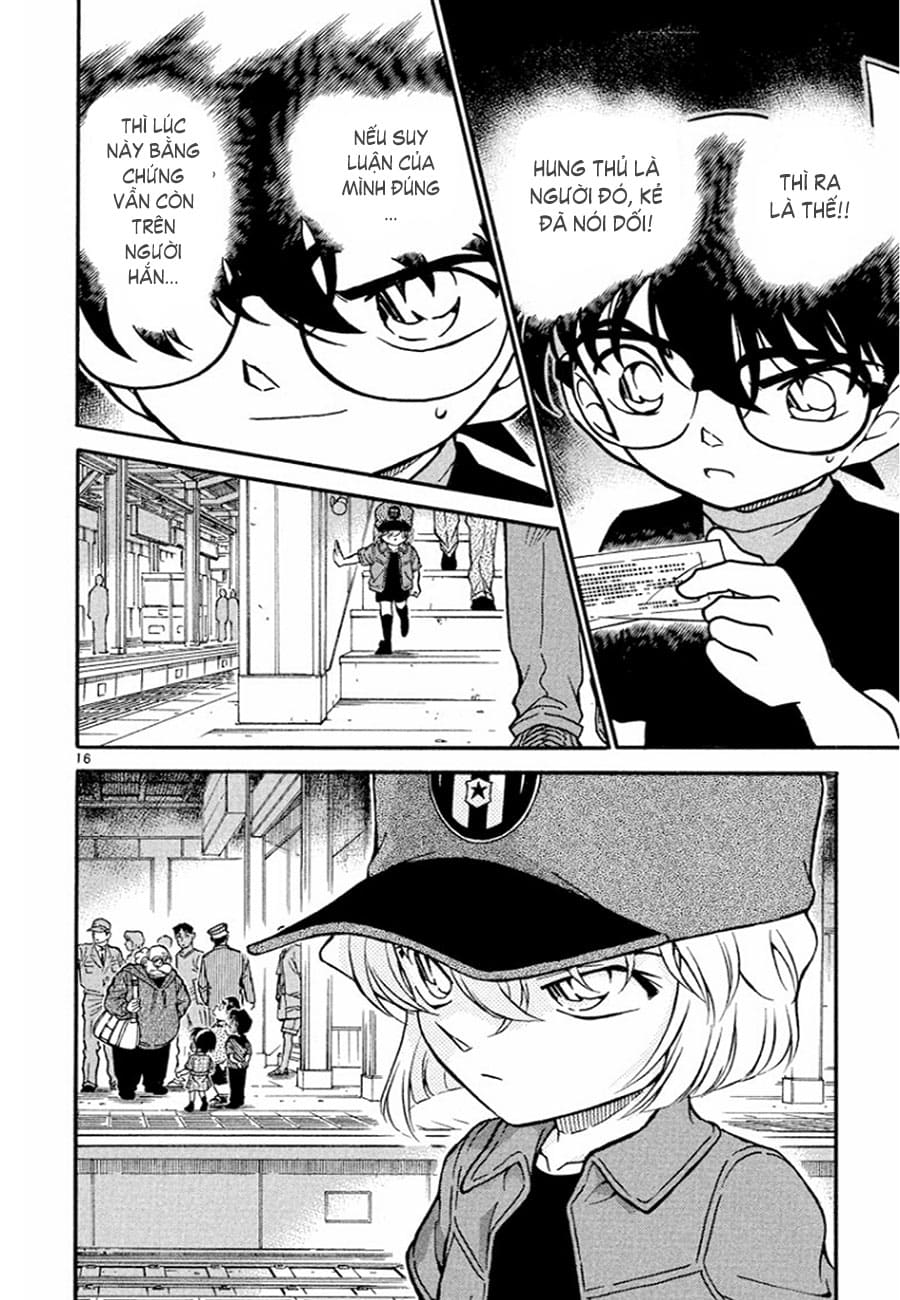 THÌ RA
LÀ THẾ!!
HUNG THỦ LÀ
NGƯỜI ĐÓ, KẺ
ĐÃ NÓI DỐI!
NẾU SUY
LUẬN CỦA
MÌNH ĐÚNG
...
THÌ LÚC
NÀY BẰNG
CHỨNG
VẪN CÒN
TRÊN
NGƯỜI
HẮN...
16